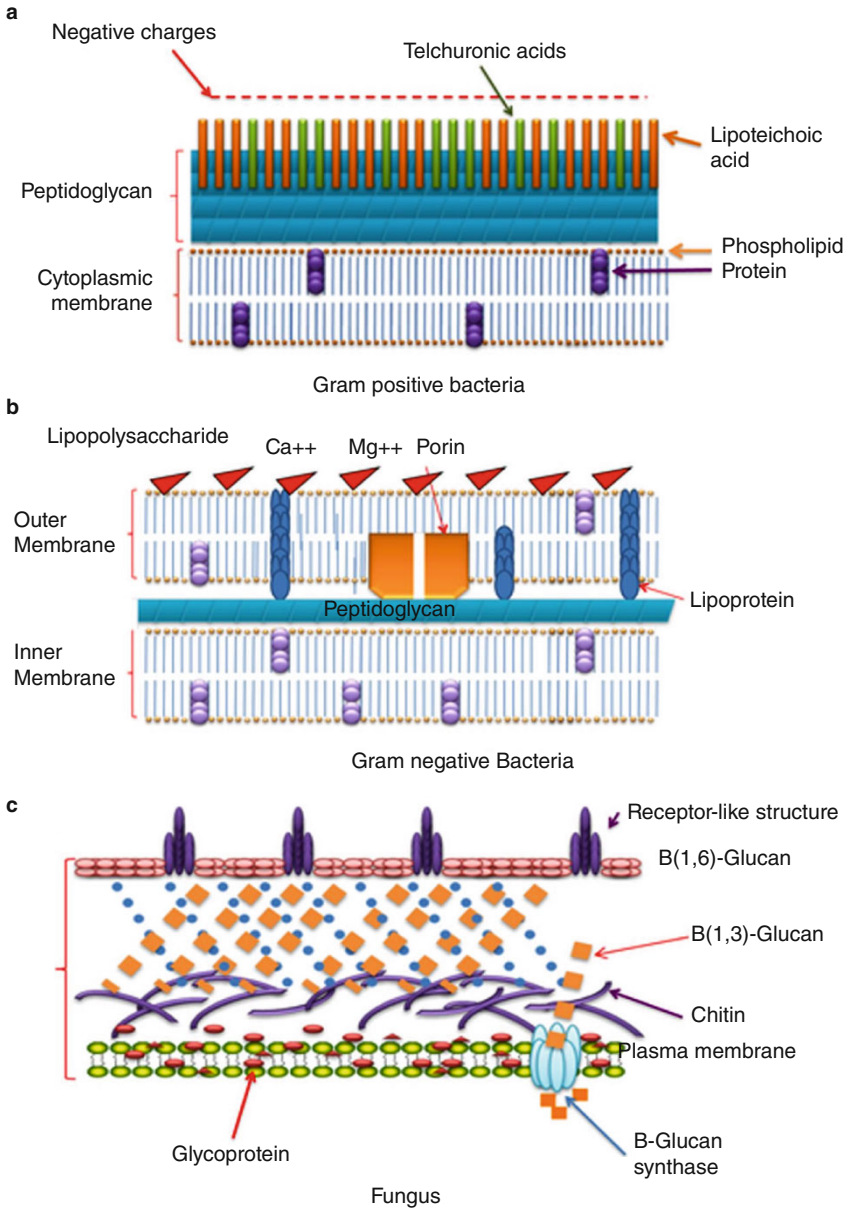 a
Negative charges
Telchuronic acids
Lipoteichoic
acid
Peptidoglycan
Phospholipid
Protein
Cytoplasmic
membrane
Gram positive bacteria
b
Lipopolysaccharide
Ca++
Mg++
Porin
Outer
Membrane
Lipoprotein
Peptidoglycan
Inner
Membrane
Gram negative Bacteria
c
Receptor-like structure
B(1,6)-Glucan
B(1,3)-Glucan
Chitin
Plasma membrane
Glycoprotein
B-Glucan
synthase
Fungus